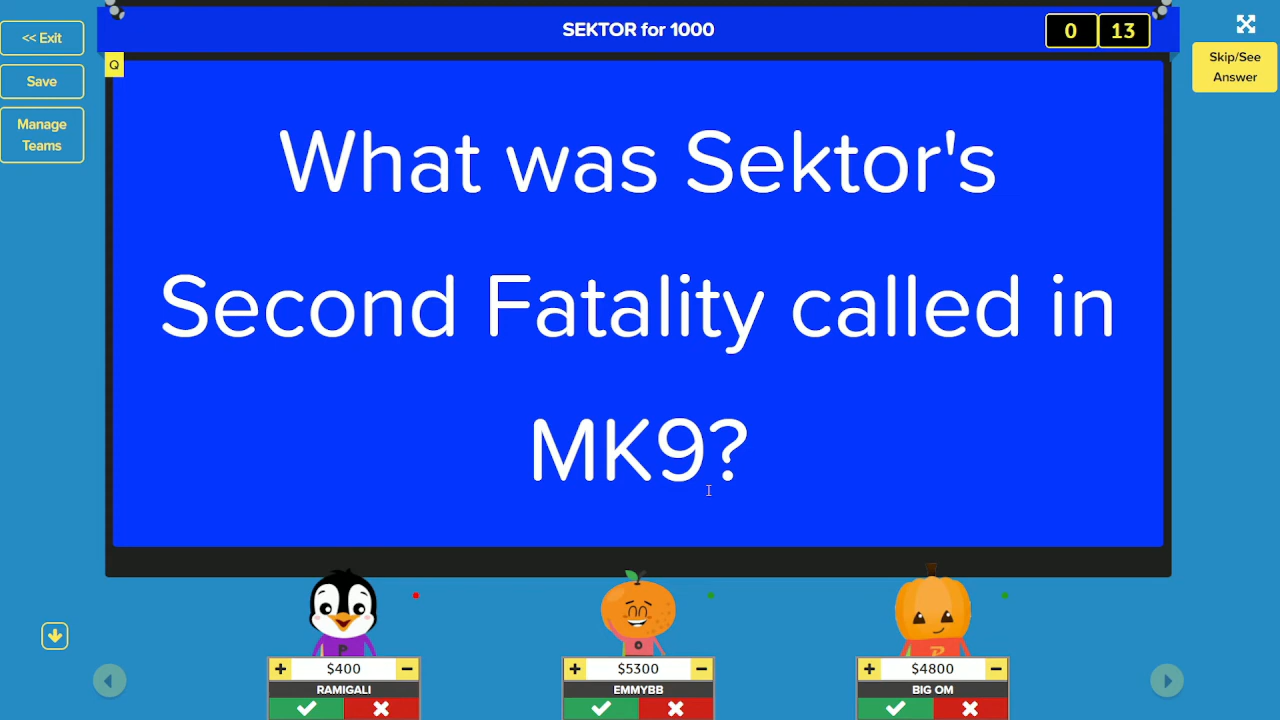 << Exit
Save
Manage
Teams
SEKTOR for 1000
0 13
Skip/See
Answer
Q
What was Sektor's
Second Fatality called in
MK9?
P
O
P
+ $400 −
+ $5300 −
+ $4800 −
RAMIGALI
EMMYBB
BIG OM